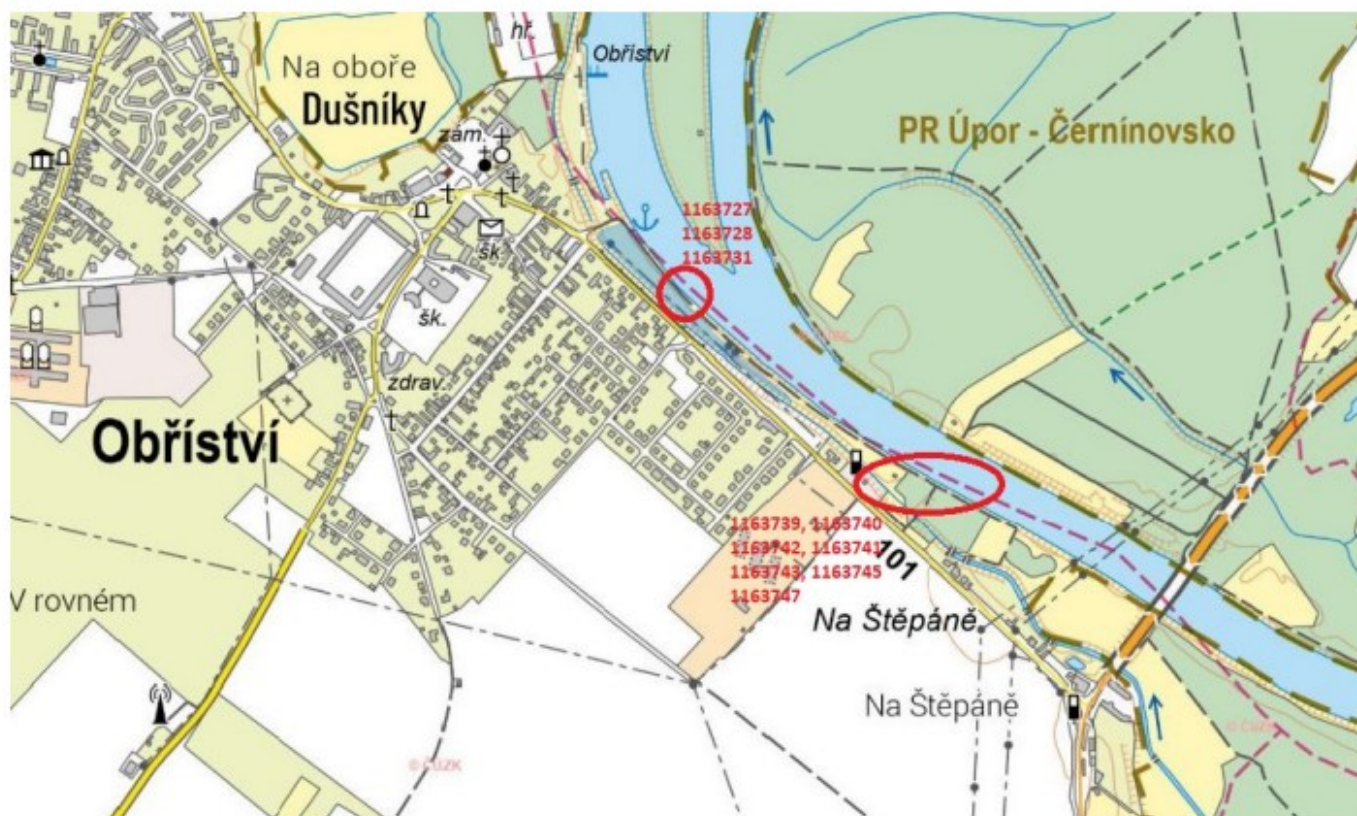 hř.
Obříství
Na oboře
Dušníky
zám.
PR Úpor - Černínovsko
šk.
1163727
1163728
1163731
šk.
zdrav.
Obříství
1163739, 1163740
1163742, 1163741
1163743, 1163745
1163747
101
V rovném
Na Štěpáně
Na Štěpáně
© ČÚZK
© ČÚZK